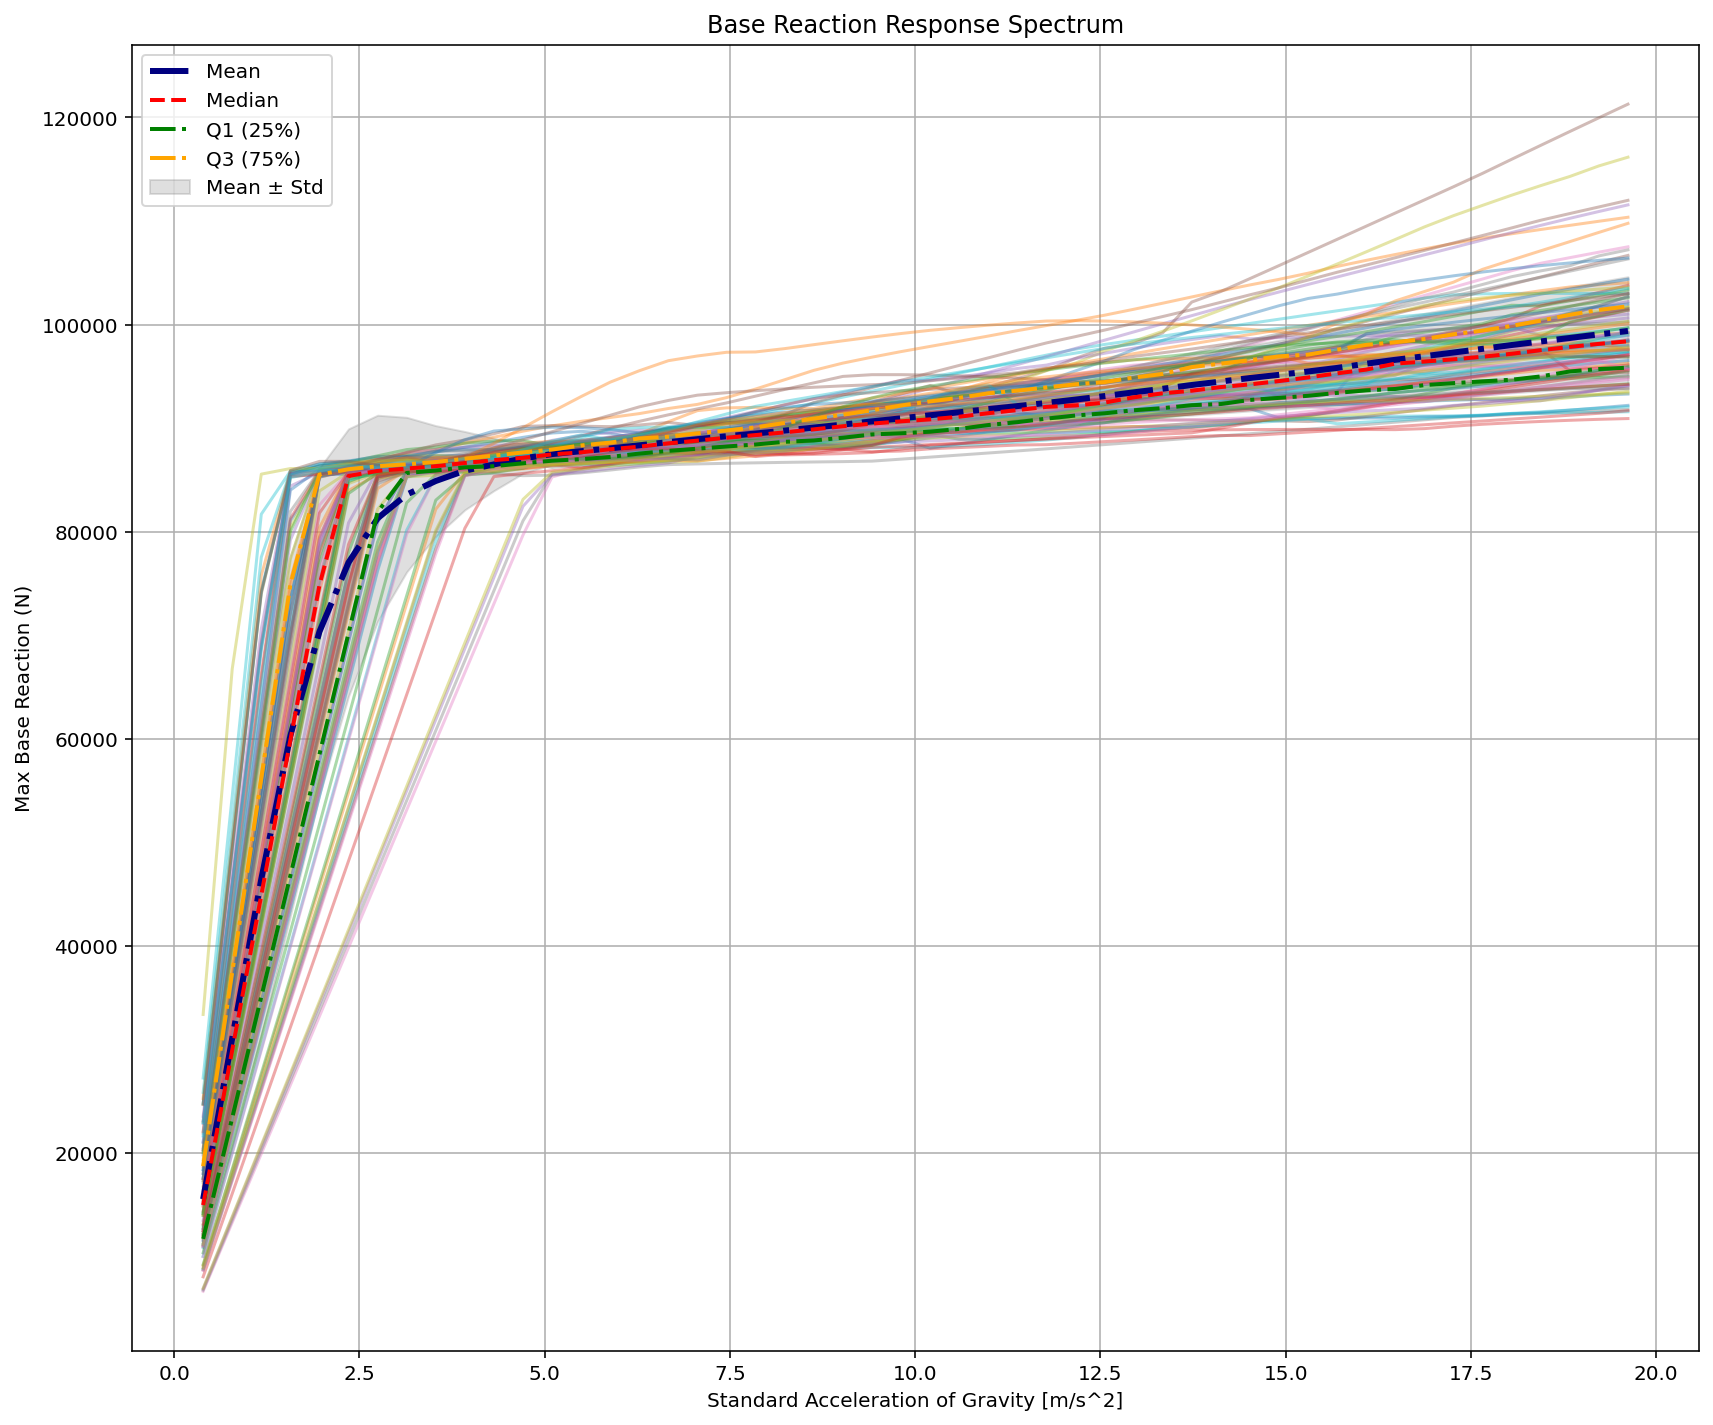 Base Reaction Response Spectrum
Mean
Median
Q1 (25%)
Q3 (75%)
Mean ± Std
120000
100000
80000
60000
40000
20000
Max Base Reaction (N)
0.0 2.5 5.0 7.5 10.0 12.5 15.0 17.5 20.0
Standard Acceleration of Gravity [m/s^2]